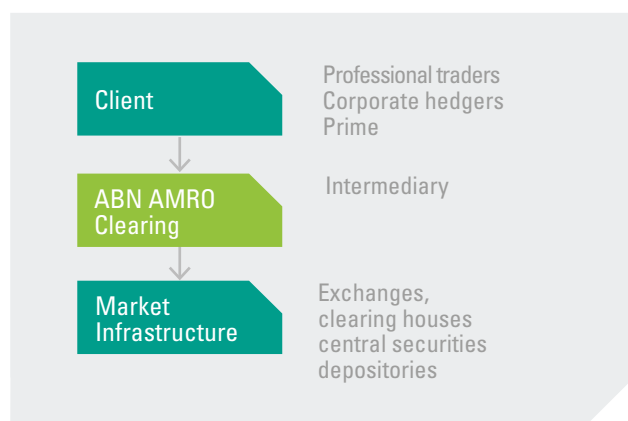 Client
Professional traders
Corporate hedgers
Prime
ABN AMRO
Clearing
Intermediary
Market
Infrastructure
Exchanges,
clearing houses
central securities
depositories